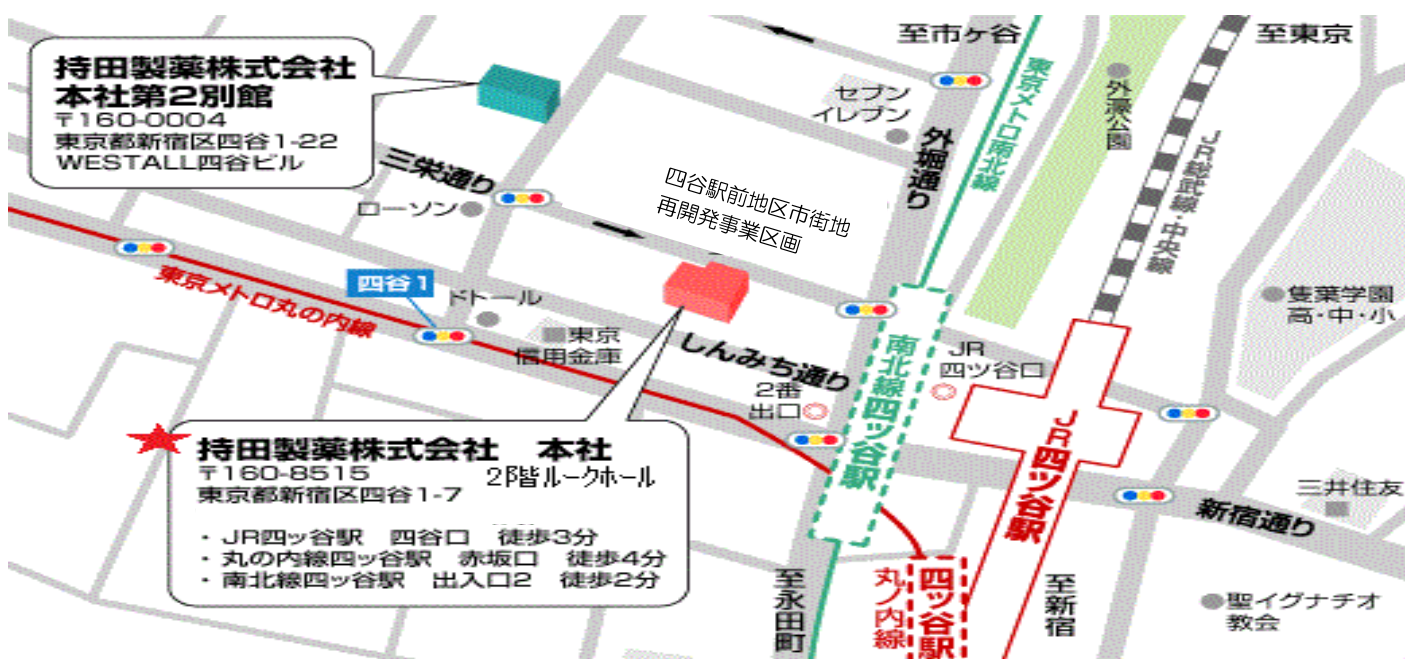 持田製薬株式会社
本社第2別館
〒160-0004
東京都新宿区四谷1-22
WESTALL四谷ビル
三栄通り
ローソン
四谷駅前地区市街地
再開発事業区画
セブン
イレブン
至市ヶ谷
外堀通り
東京メトロ南北線
外濠公園
至東京
JR総武線・中央線
隻葉学園
高・中・小
東京メトロ丸の内線
四谷1
ドトール
東京
信用金庫
しんみち通り
2番
出口
南北線四ツ谷駅
JR
四ツ谷口
JR四ツ谷駅
三井住友
新宿通り
持田製薬株式会社 本社
〒160-8515 2階ルークホール
東京都新宿区四谷1-7
・JR四ッ谷駅 四谷口 徒歩3分
・丸の内線四ッ谷駅 赤坂口 徒歩4分
・南北線四ッ谷駅 出入口2 徒歩2分
至永田町
丸ノ内線
四ツ谷駅
至新宿
聖イグナチオ
教会